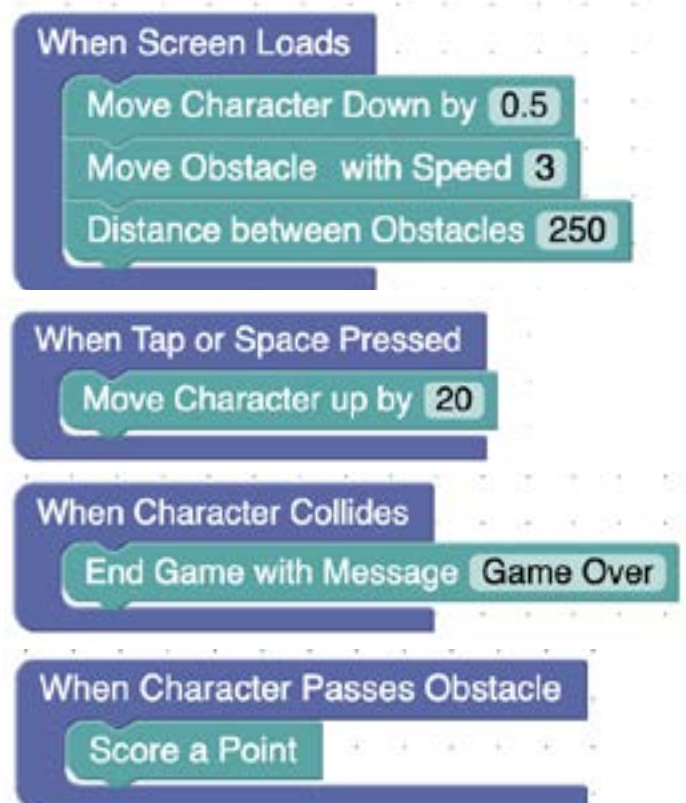 When Screen Loads
Move Character Down by 0.5
Move Obstacle with Speed 3
Distance between Obstacles 250
When Tap or Space Pressed
Move Character up by 20
When Character Collides
End Game with Message Game Over
When Character Passes Obstacle
Score a Point